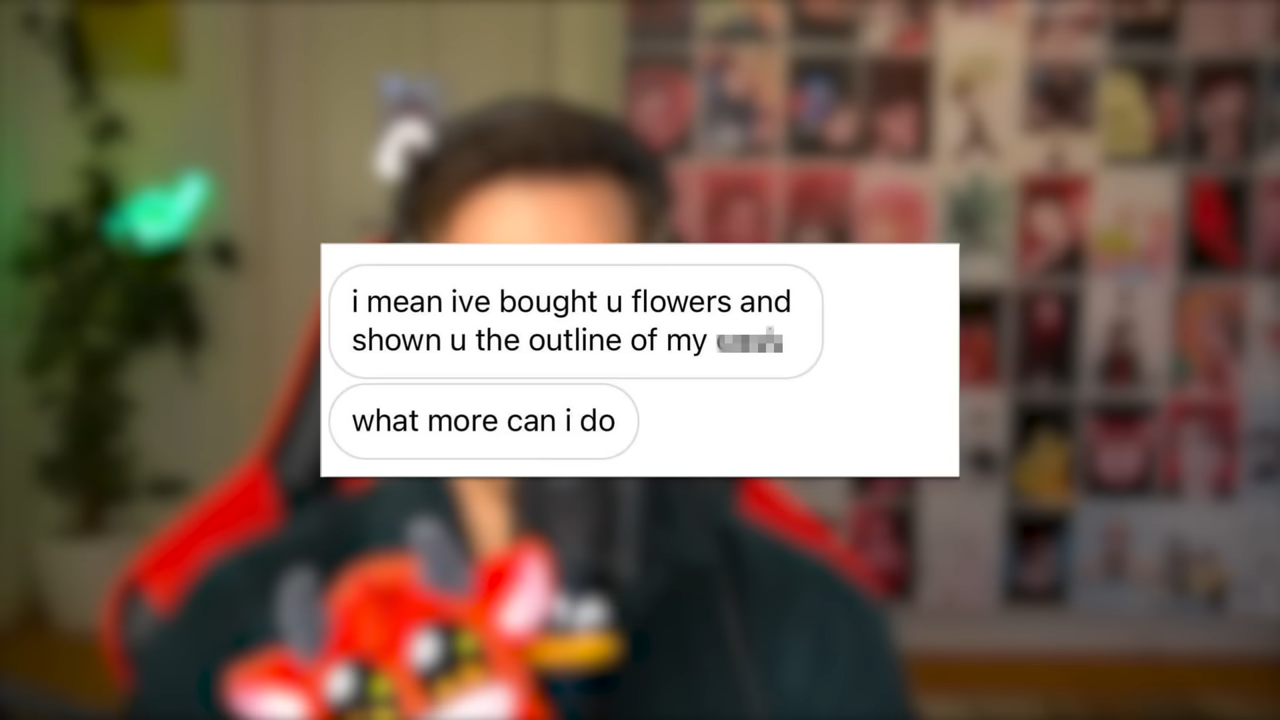 i mean ive bought u flowers and
shown u the outline of my
what more can i do